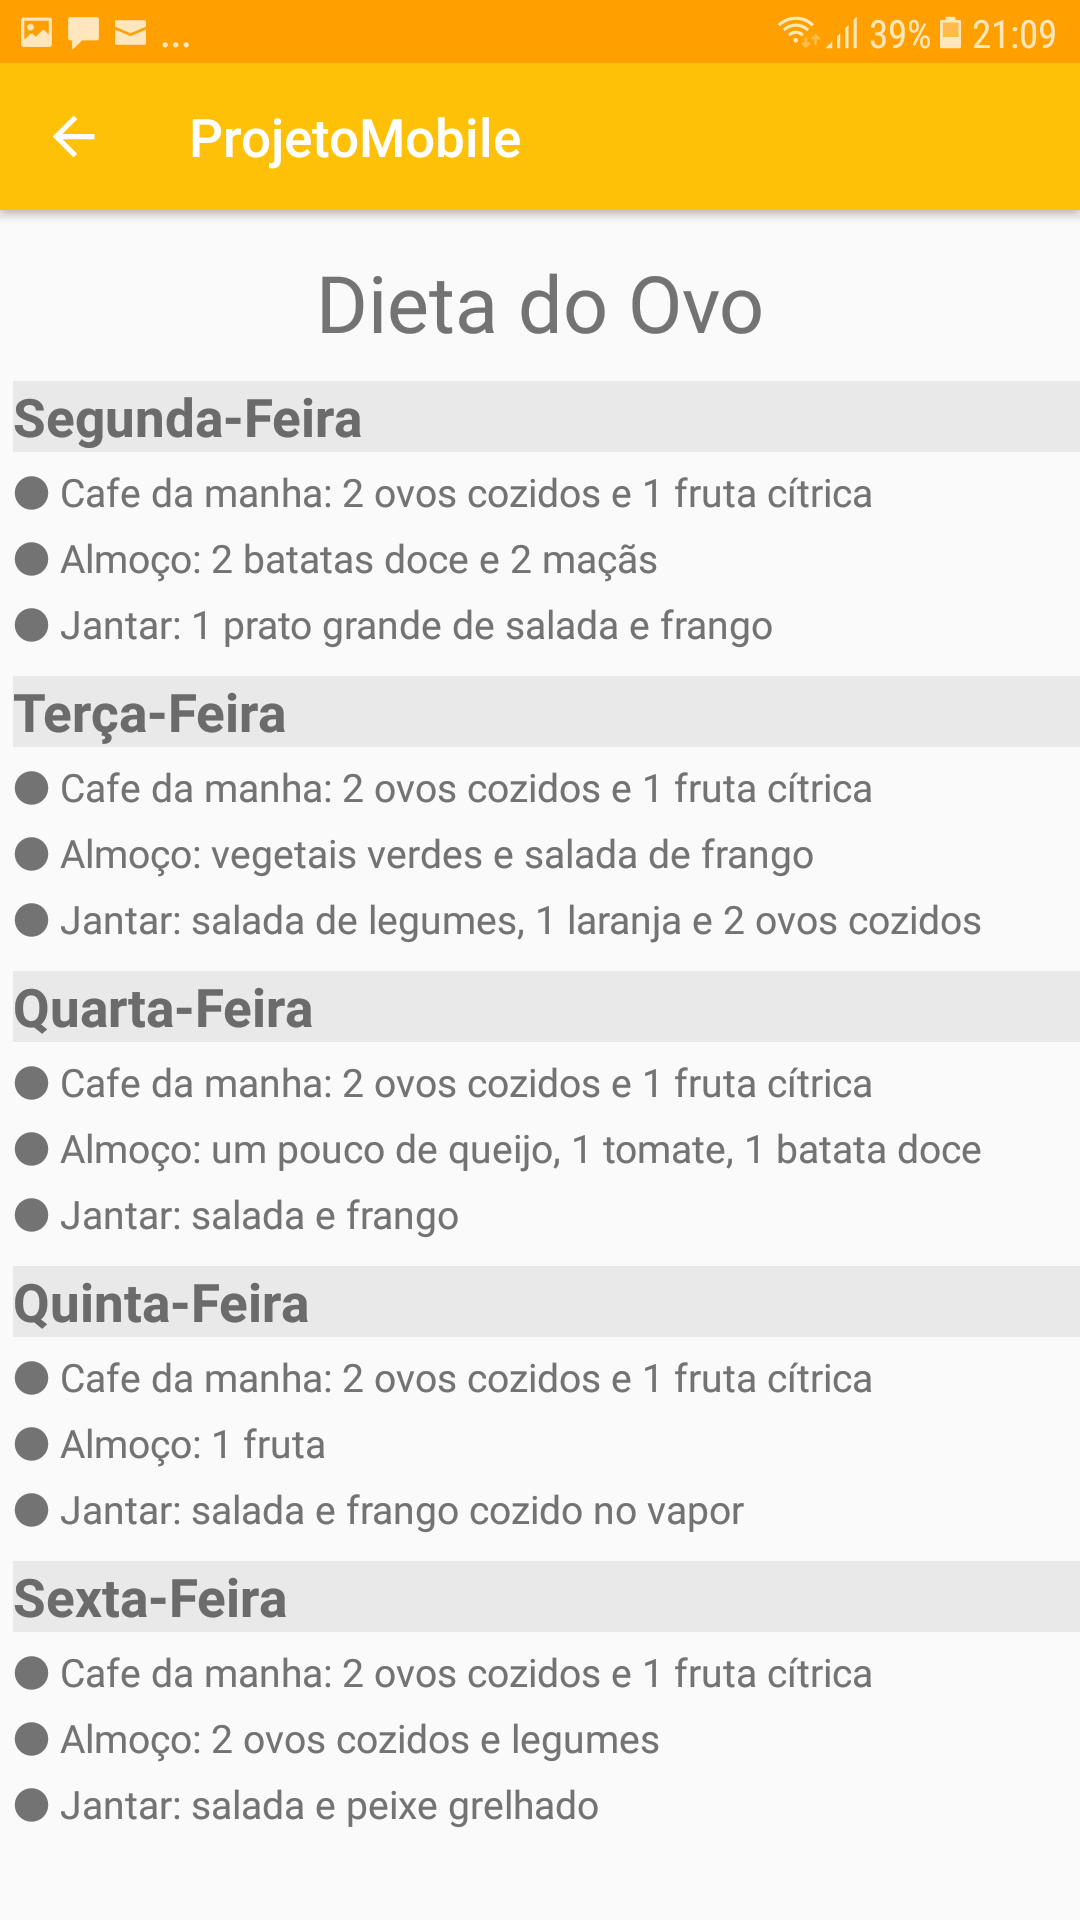 ... 39% 21:09
ProjetoMobile
Dieta do Ovo
Segunda-Feira
● Cafe da manha: 2 ovos cozidos e 1 fruta cítrica
● Almoço: 2 batatas doce e 2 maçãs
● Jantar: 1 prato grande de salada e frango
Terça-Feira
● Cafe da manha: 2 ovos cozidos e 1 fruta cítrica
● Almoço: vegetais verdes e salada de frango
● Jantar: salada de legumes, 1 laranja e 2 ovos cozidos
Quarta-Feira
● Cafe da manha: 2 ovos cozidos e 1 fruta cítrica
● Almoço: um pouco de queijo, 1 tomate, 1 batata doce
● Jantar: salada e frango
Quinta-Feira
● Cafe da manha: 2 ovos cozidos e 1 fruta cítrica
● Almoço: 1 fruta
● Jantar: salada e frango cozido no vapor
Sexta-Feira
● Cafe da manha: 2 ovos cozidos e 1 fruta cítrica
● Almoço: 2 ovos cozidos e legumes
● Jantar: salada e peixe grelhado